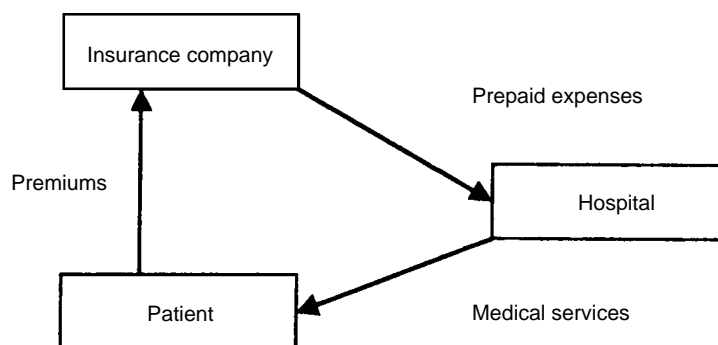 Insurance company
Prepaid expenses
Premiums
Hospital
Patient
Medical services